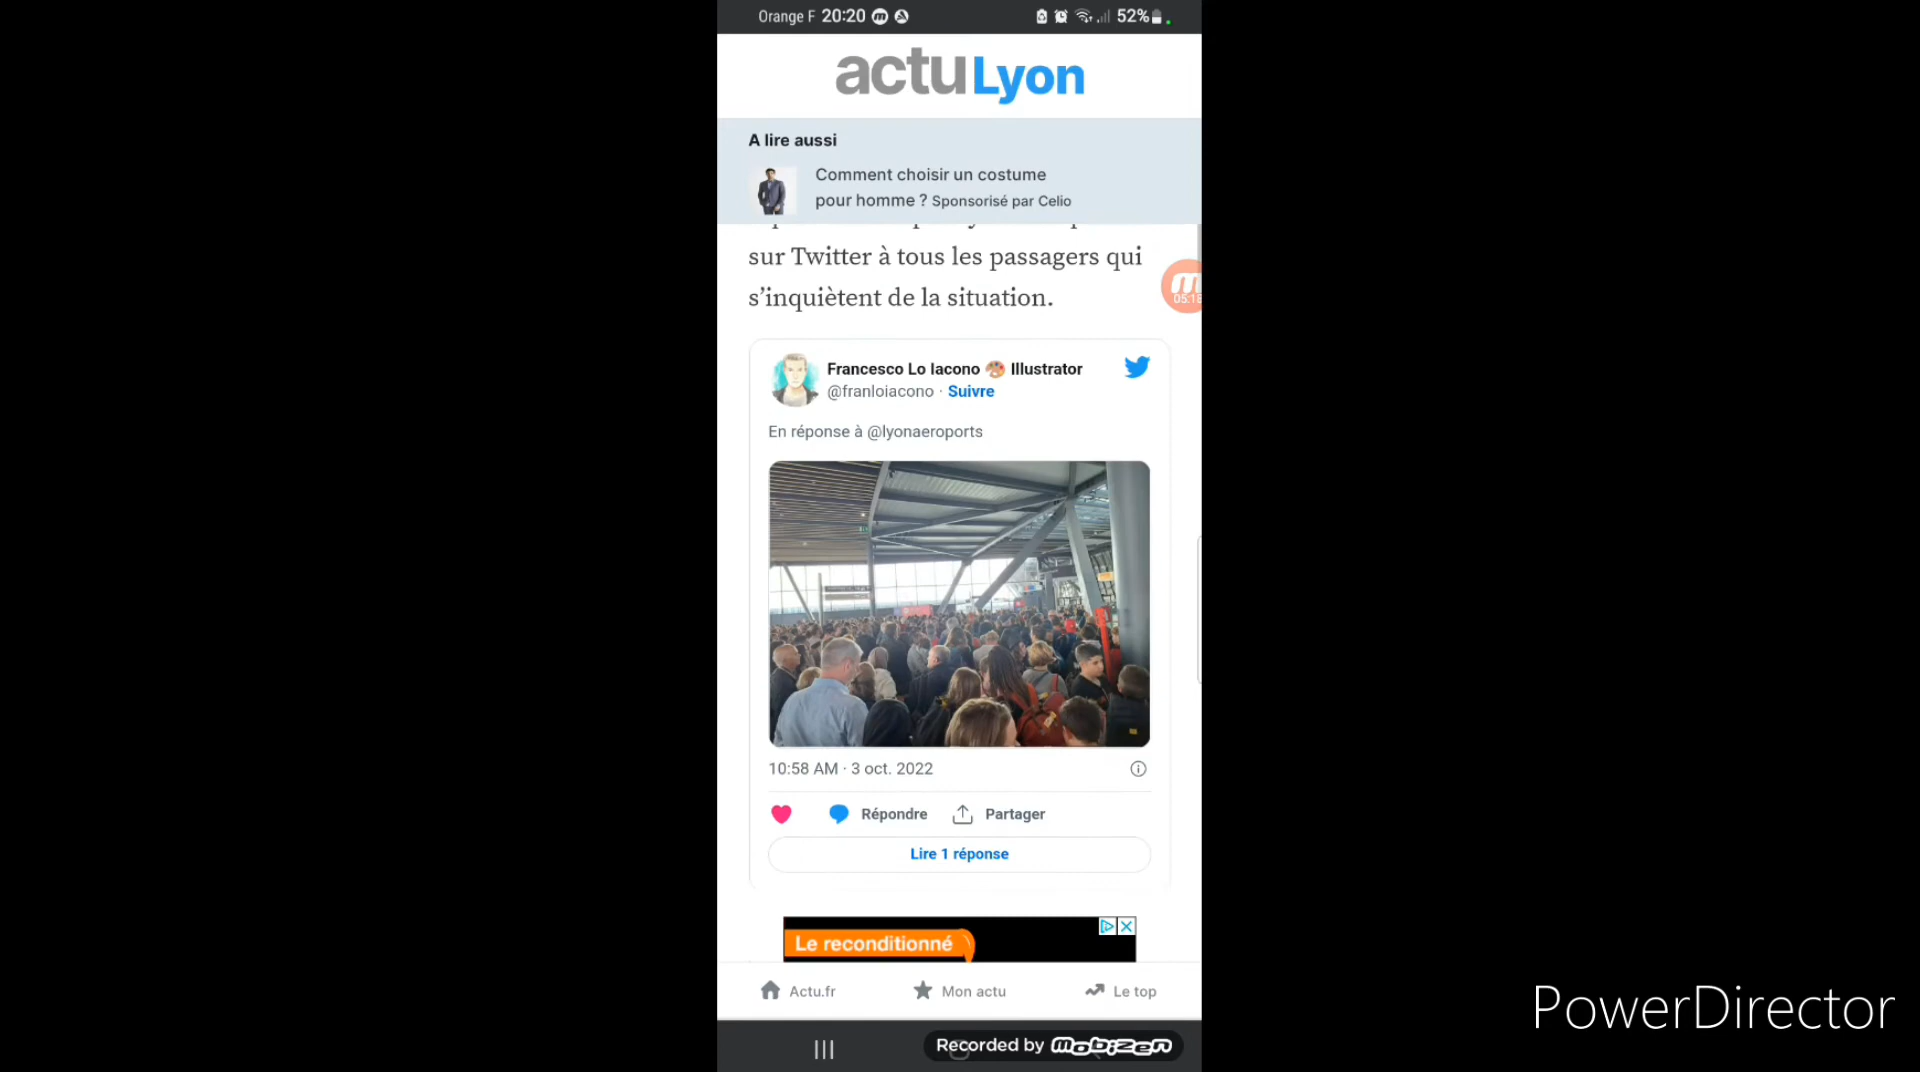 Orange F 20:20 52%
actu Lyon
A lire aussi
Comment choisir un costume
pour homme ? Sponsorisé par Celio
sur Twitter à tous les passagers qui
s'inquiètent de la situation.
05:18
Francesco Lo Iacono 🎨 Illustrator
@franloiacono · Suivre
En réponse à @lyonaeroports
10:58 AM · 3 oct. 2022
Répondre Partager
Lire 1 réponse
Le reconditionné
Actu.fr Mon actu Le top
Recorded by mobizen
PowerDirector